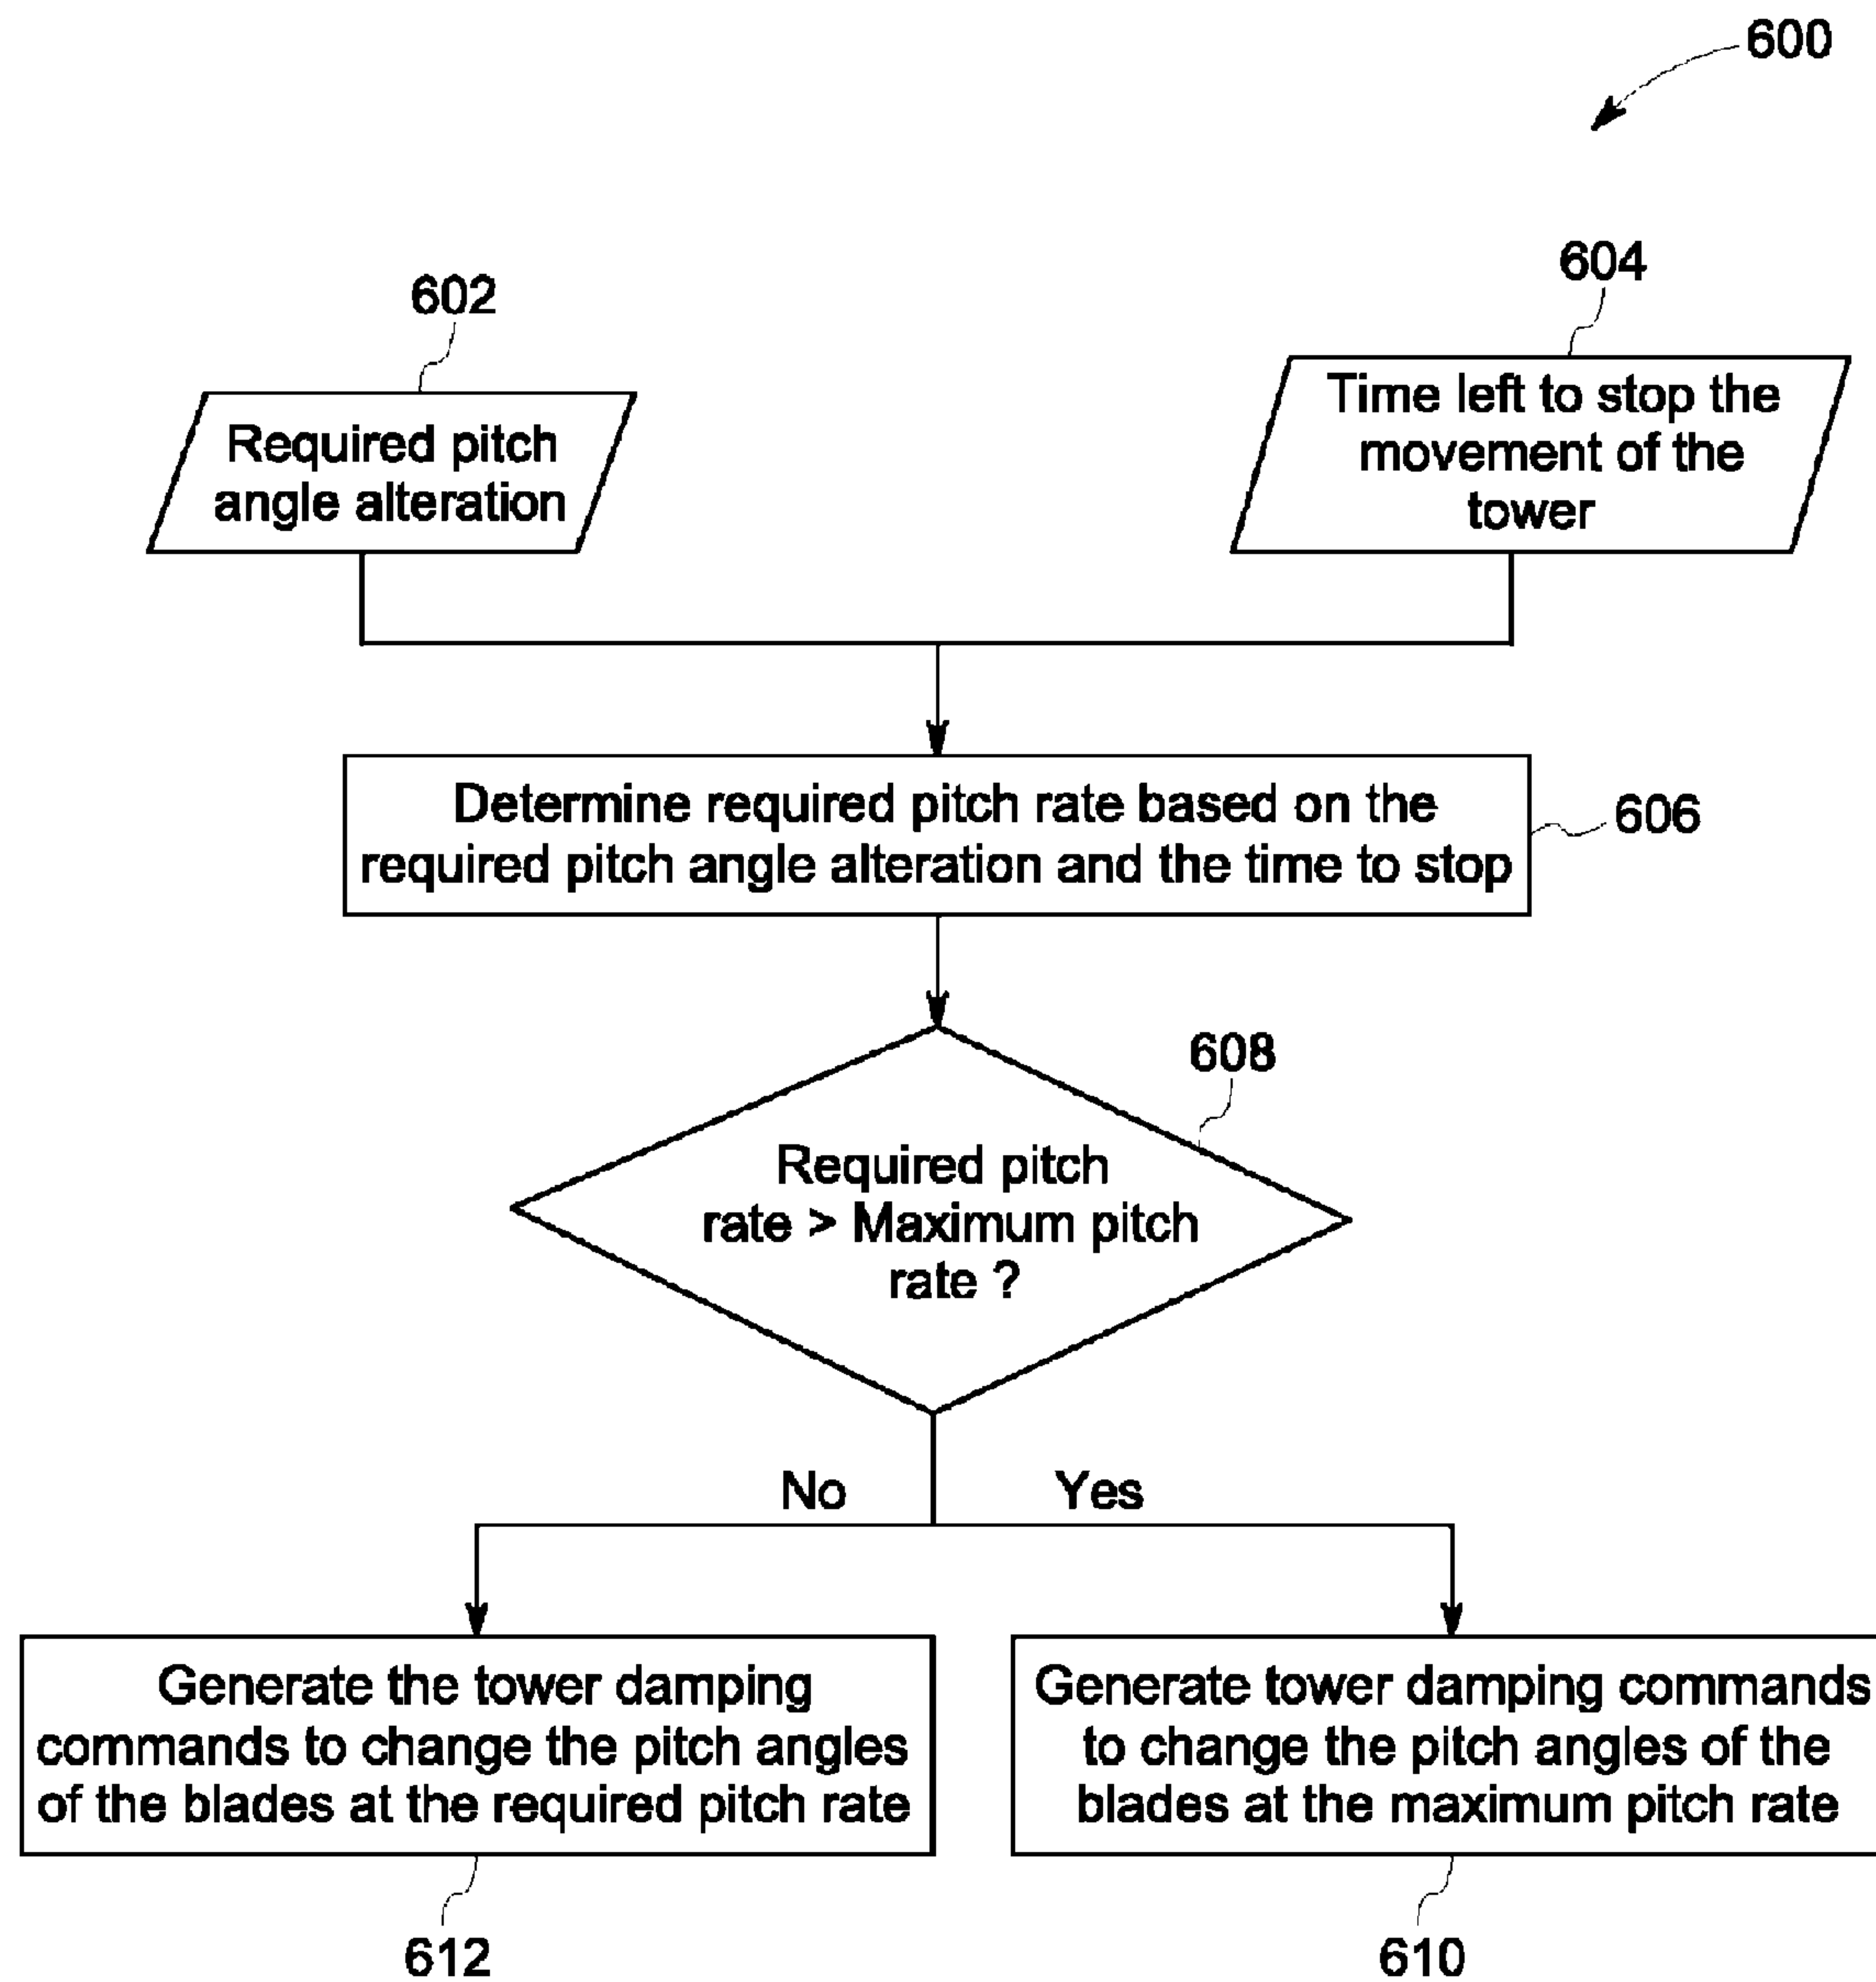 600
602
604
Required pitch
angle alteration
Time left to stop the
movement of the
tower
Determine required pitch rate based on the
required pitch angle alteration and the time to stop
606
608
Required pitch
rate > Maximum pitch
rate ?
No
Yes
Generate the tower damping
commands to change the pitch angles
of the blades at the required pitch rate
Generate tower damping commands
to change the pitch angles of the
blades at the maximum pitch rate
612
610